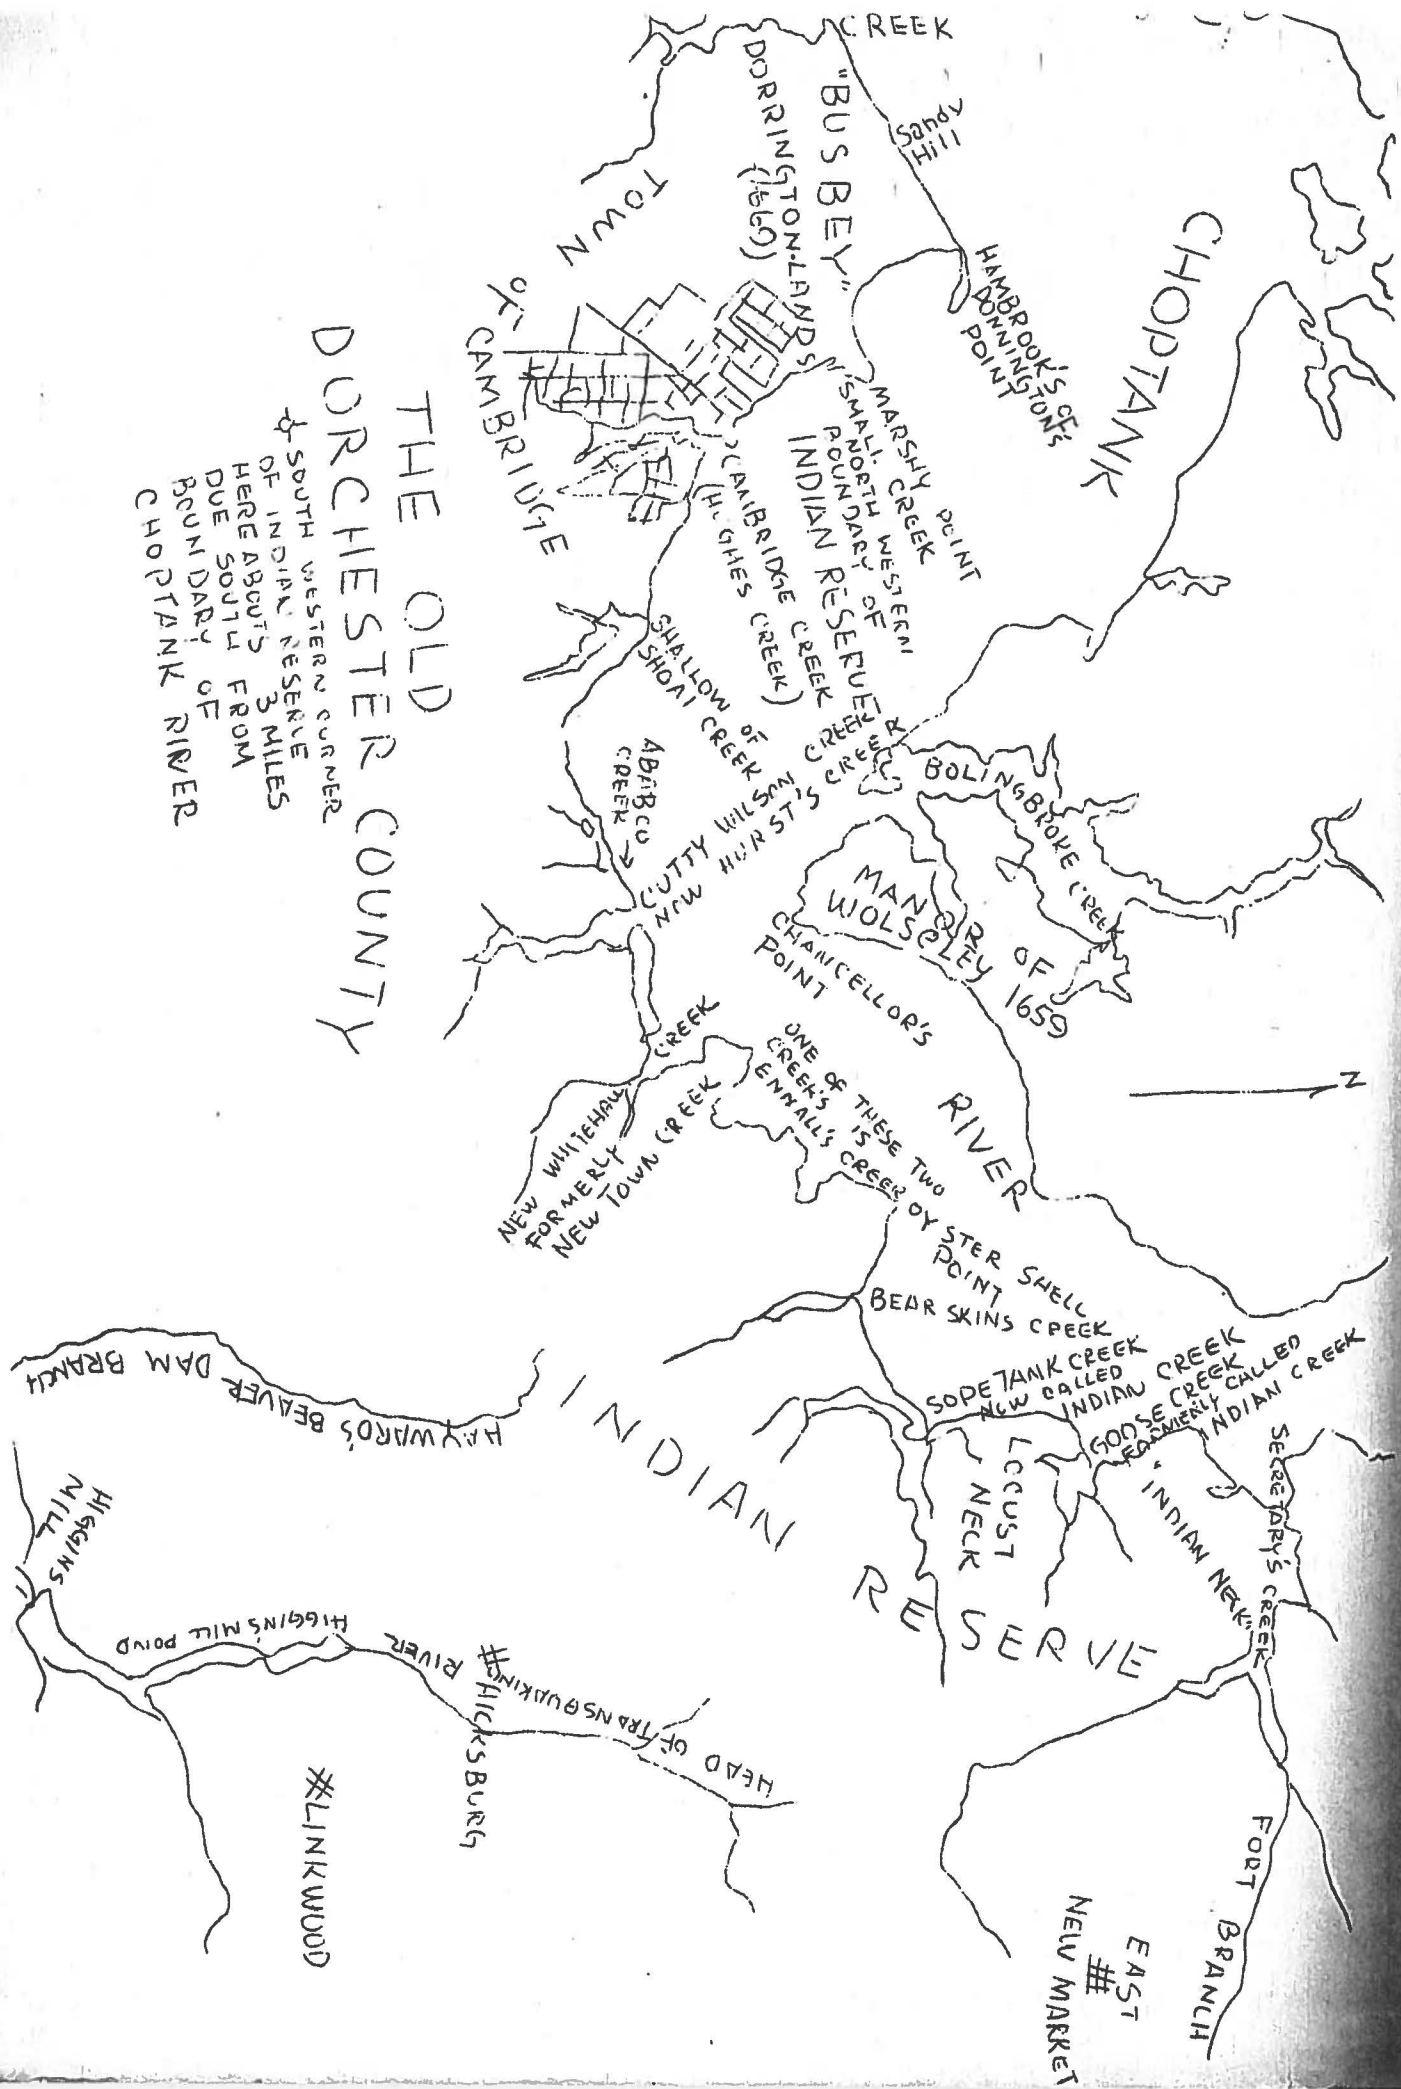 CREEK
Sandy
Hill
"BUSBEY"
DORRINGTON-LANDS
TOWN
OF
CAMBRIDGE
CHOPTANK
RIVER
HAMBROOK'S OF
DONNINGTON'S
POINT
MARSHY POINT
SMALL CREEK
NORTH WESTERN
BOUNDARY OF
INDIAN RESERVE
CAMBRIDGE CREEK
(HUGHES CREEK)
SHALLOW OF
SHOAL CREEK
THE OLD
DORCHESTER COUNTY
SOUTH WESTERN CORNER
OF INDIAN RESERVE
HEREABOUTS 3 MILES
DUE SOUTH FROM
BOUNDARY OF
CHOPTANK RIVER
ABABCO
CREEK
CUTTY WILSON CREEK
NOW HURST'S CREEK
BOLINGBROKE CREEK
MANOR OF
WOLSELEY 1659
CHANCELLOR'S
POINT
N
ONE OF THESE TWO
CREEK'S IS
ENNALL'S CREEK
NEW WHITEHALL CREEK
FORMERLY
NEW TOWN CREEK
OYSTER SHELL
POINT
BEAR SKINS CREEK
SOPETANK CREEK
NOW CALLED
INDIAN CREEK
GOOSE CREEK
FORMERLY CALLED
INDIAN CREEK
LOCUST
NECK
"INDIAN NECK"
SECRETARY'S CREEK
INDIAN RESERVE
HAYWARD'S BEAVER DAM BRANCH
HIGGINS
MILL
HIGGIN'S MILL POND
HEAD OF TRANSQUAKING RIVER
#HICKSBURG
#LINKWOOD
FORT BRANCH
EAST
#
NEW MARKET